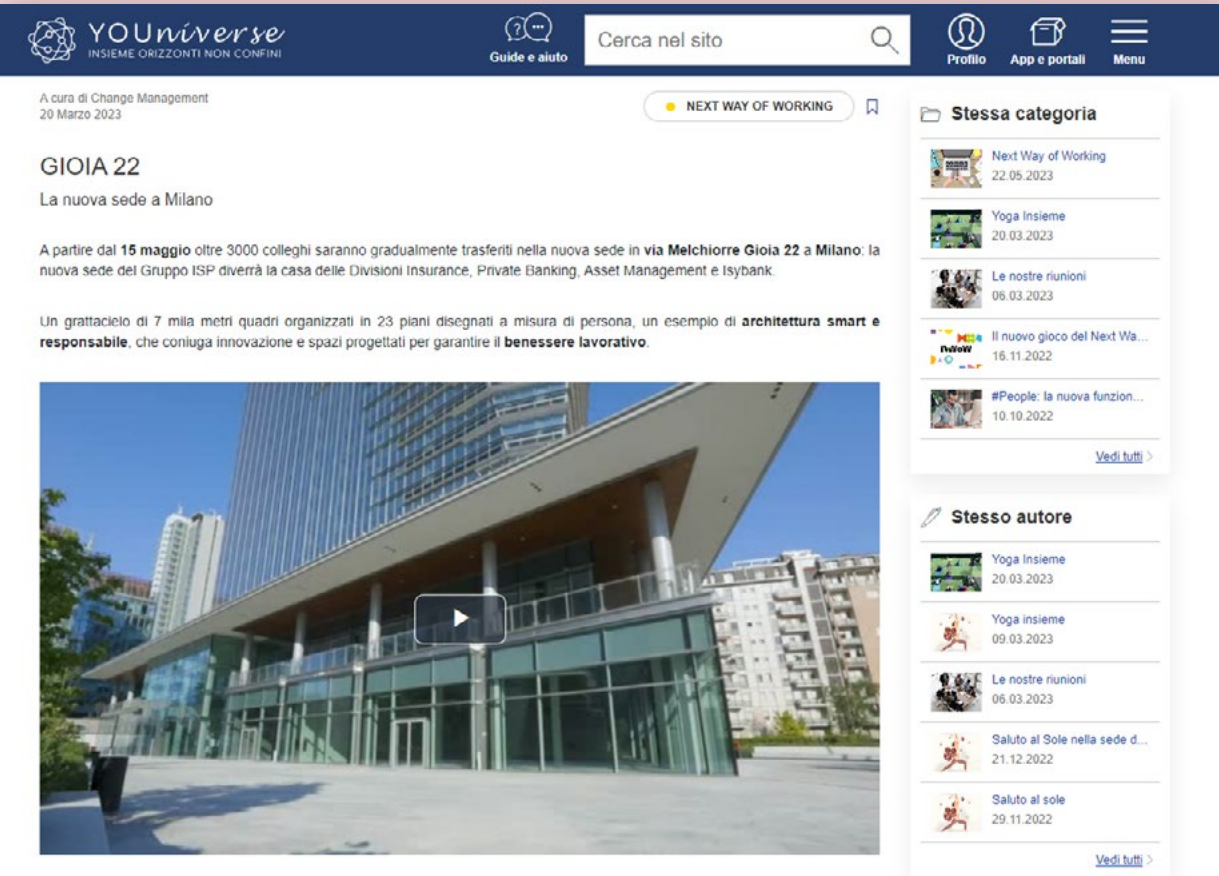 YOUniverse
INSIEME ORIZZONTI NON CONFINI
Guide e aiuto
Cerca nel sito
Profilo
App e portali
Menu
A cura di Change Management
20 Marzo 2023
NEXT WAY OF WORKING
GIOIA 22
La nuova sede a Milano
A partire dal 15 maggio oltre 3000 colleghi saranno gradualmente trasferiti nella nuova sede in via Melchiorre Gioia 22 a Milano: la
nuova sede del Gruppo ISP diverrà la casa delle Divisioni Insurance, Private Banking, Asset Management e Isybank.
Un grattacielo di 7 mila metri quadri organizzati in 23 piani disegnati a misura di persona, un esempio di architettura smart e
responsabile, che coniuga innovazione e spazi progettati per garantire il benessere lavorativo.
Stessa categoria
Next Way of Working
22.05.2023
Yoga Insieme
20.03.2023
Le nostre riunioni
06.03.2023
Il nuovo gioco del Next Wa...
16.11.2022
#People: la nuova funzion...
10.10.2022
Vedi tutti >
Stesso autore
Yoga Insieme
20.03.2023
Yoga insieme
09.03.2023
Le nostre riunioni
06.03.2023
Saluto al Sole nella sede d...
21.12.2022
Saluto al sole
29.11.2022
Vedi tutti >